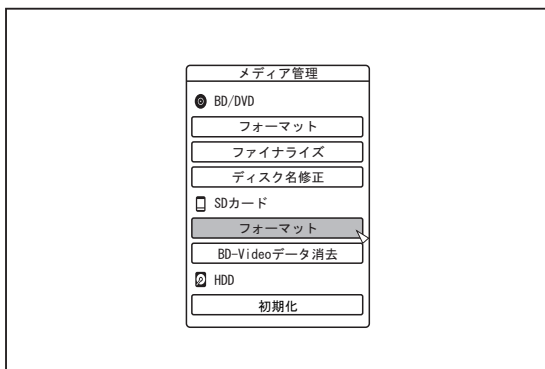 メディア管理
BD/DVD
フォーマット
ファイナライズ
ディスク名修正
SDカード
フォーマット
BD-Videoデータ消去
HDD
初期化